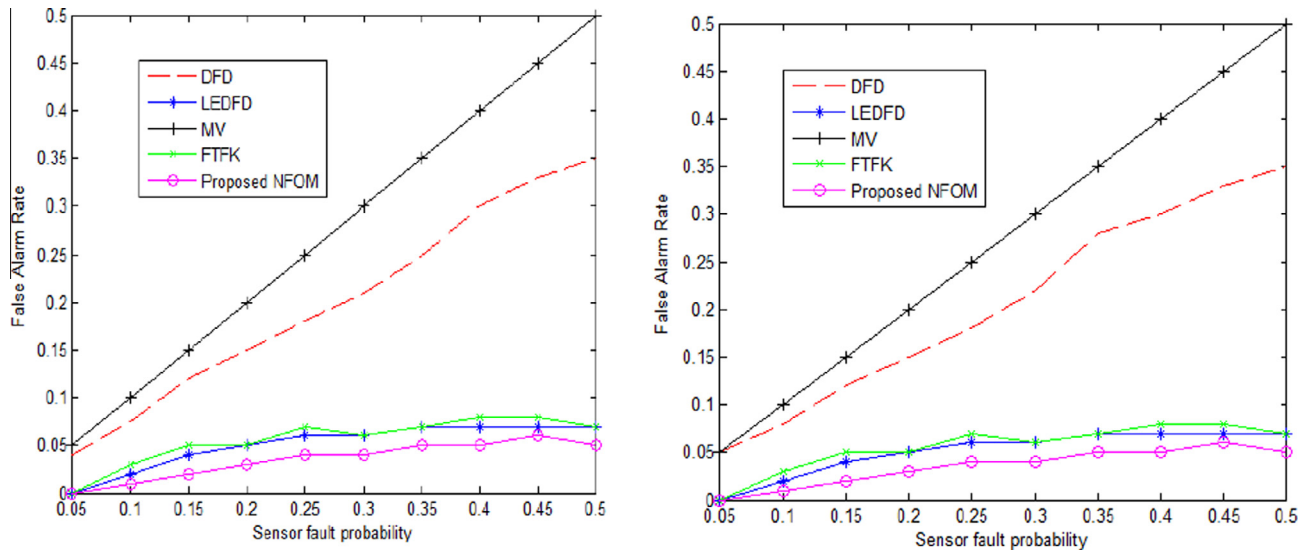 0.5
0.45
0.4
0.35
0.3
0.25
0.2
0.15
0.1
0.05
0
False Alarm Rate
DFD
LEDFD
MV
FTFK
Proposed NFOM
0.05 0.1 0.15 0.2 0.25 0.3 0.35 0.4 0.45 0.5
Sensor fault probability
0.5
0.45
0.4
0.35
0.3
0.25
0.2
0.15
0.1
0.05
0
False Alarm Rate
DFD
LEDFD
MV
FTFK
Proposed NFOM
0.05 0.1 0.15 0.2 0.25 0.3 0.35 0.4 0.45 0.5
Sensor fault probability